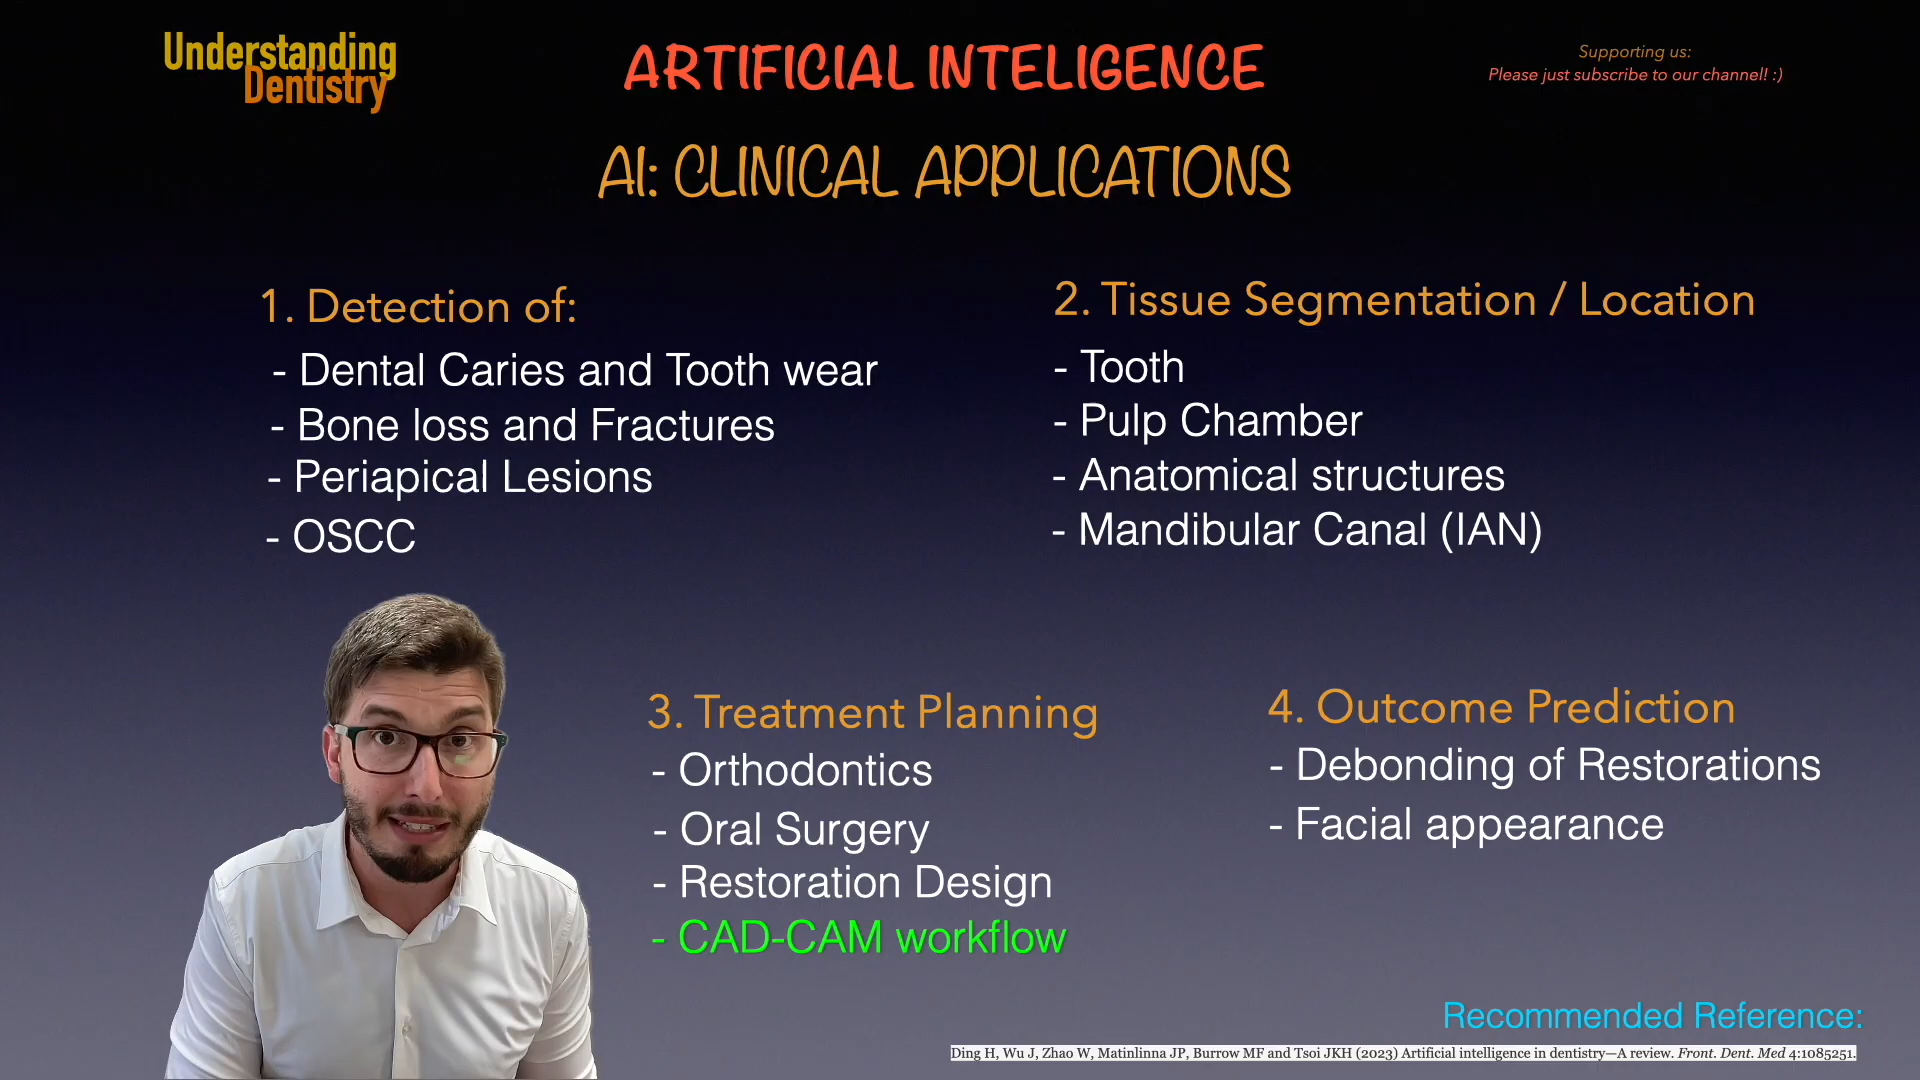 Understanding
Dentistry
ARTIFICIAL INTELIGENCE
Supporting us:
Please just subscribe to our channel! :)
AI: CLINICAL APPLICATIONS
1. Detection of:
- Dental Caries and Tooth wear
- Bone loss and Fractures
- Periapical Lesions
- OSCC
2. Tissue Segmentation / Location
- Tooth
- Pulp Chamber
- Anatomical structures
- Mandibular Canal (IAN)
3. Treatment Planning
- Orthodontics
- Oral Surgery
- Restoration Design
- CAD-CAM workflow
4. Outcome Prediction
- Debonding of Restorations
- Facial appearance
Recommended Reference:
Ding H, Wu J, Zhao W, Matinlinna JP, Burrow MF and Tsoi JKH (2023) Artificial intelligence in dentistry—A review. Front. Dent. Med 4:1085251.